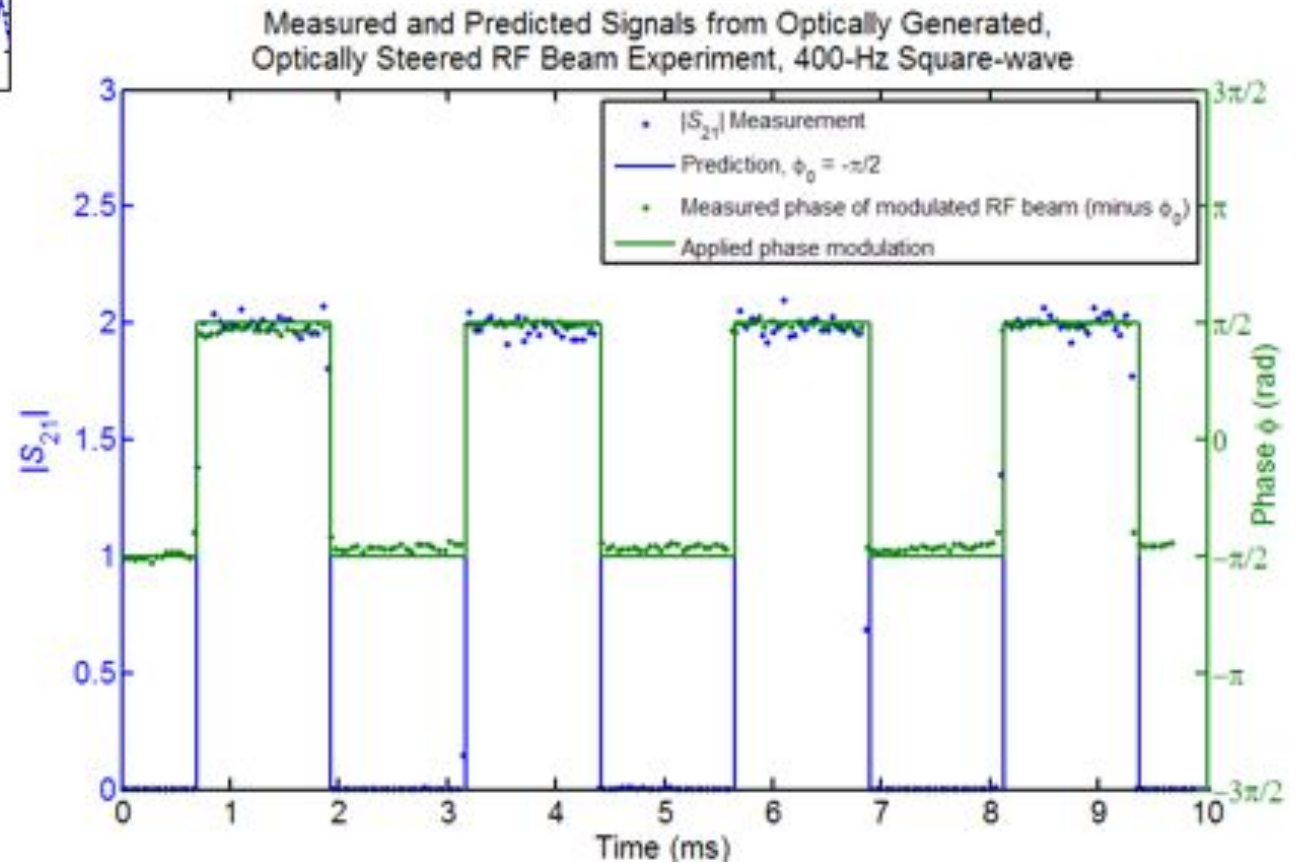 Measured and Predicted Signals from Optically Generated,
Optically Steered RF Beam Experiment, 400-Hz Square-wave
|S21| Measurement
Prediction, ϕ0 = -π/2
Measured phase of modulated RF beam (minus ϕ0)
Applied phase modulation
3
2.5
2
1.5
1
0.5
0
|S21|
3π/2
π
π/2
0
−π/2
−π
−3π/2
Phase ϕ (rad)
0 1 2 3 4 5 6 7 8 9 10
Time (ms)